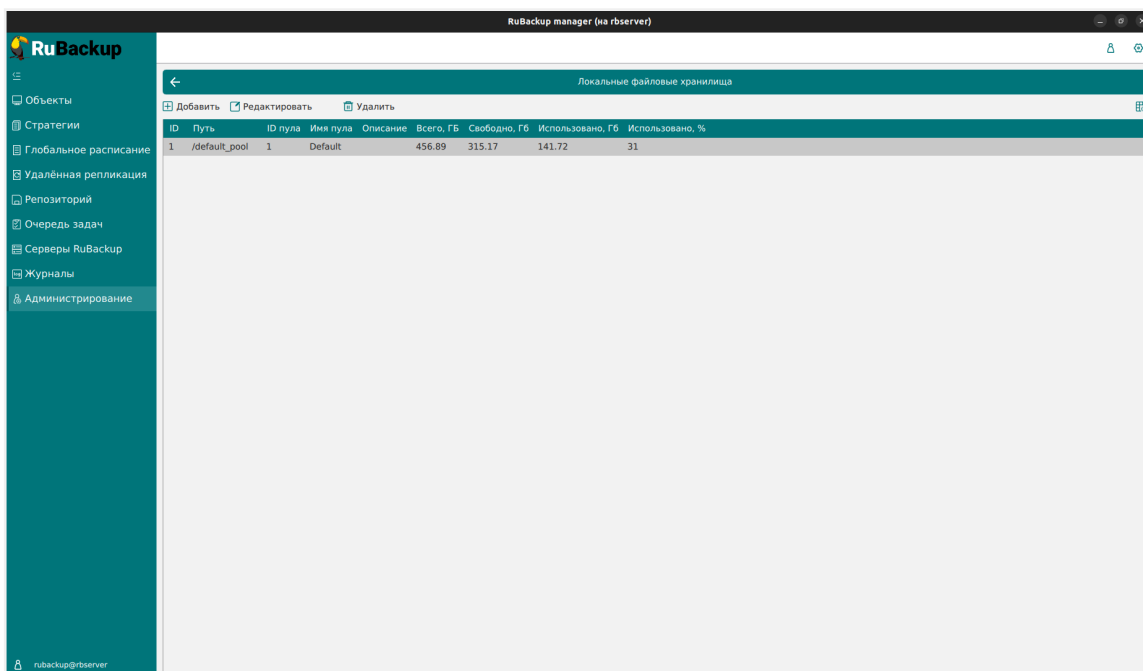 RuBackup manager (на rbserver)
RuBackup
Локальные файловые хранилища
Объекты
Добавить Редактировать Удалить
Стратегии
ID Путь ID пула Имя пула Описание Всего, ГБ Свободно, Гб Использовано, Гб Использовано, %
Глобальное расписание
1 /default_pool 1 Default 456.89 315.17 141.72 31
Удалённая репликация
Репозиторий
Очередь задач
Серверы RuBackup
Журналы
Администрирование
rubackup@rbserver